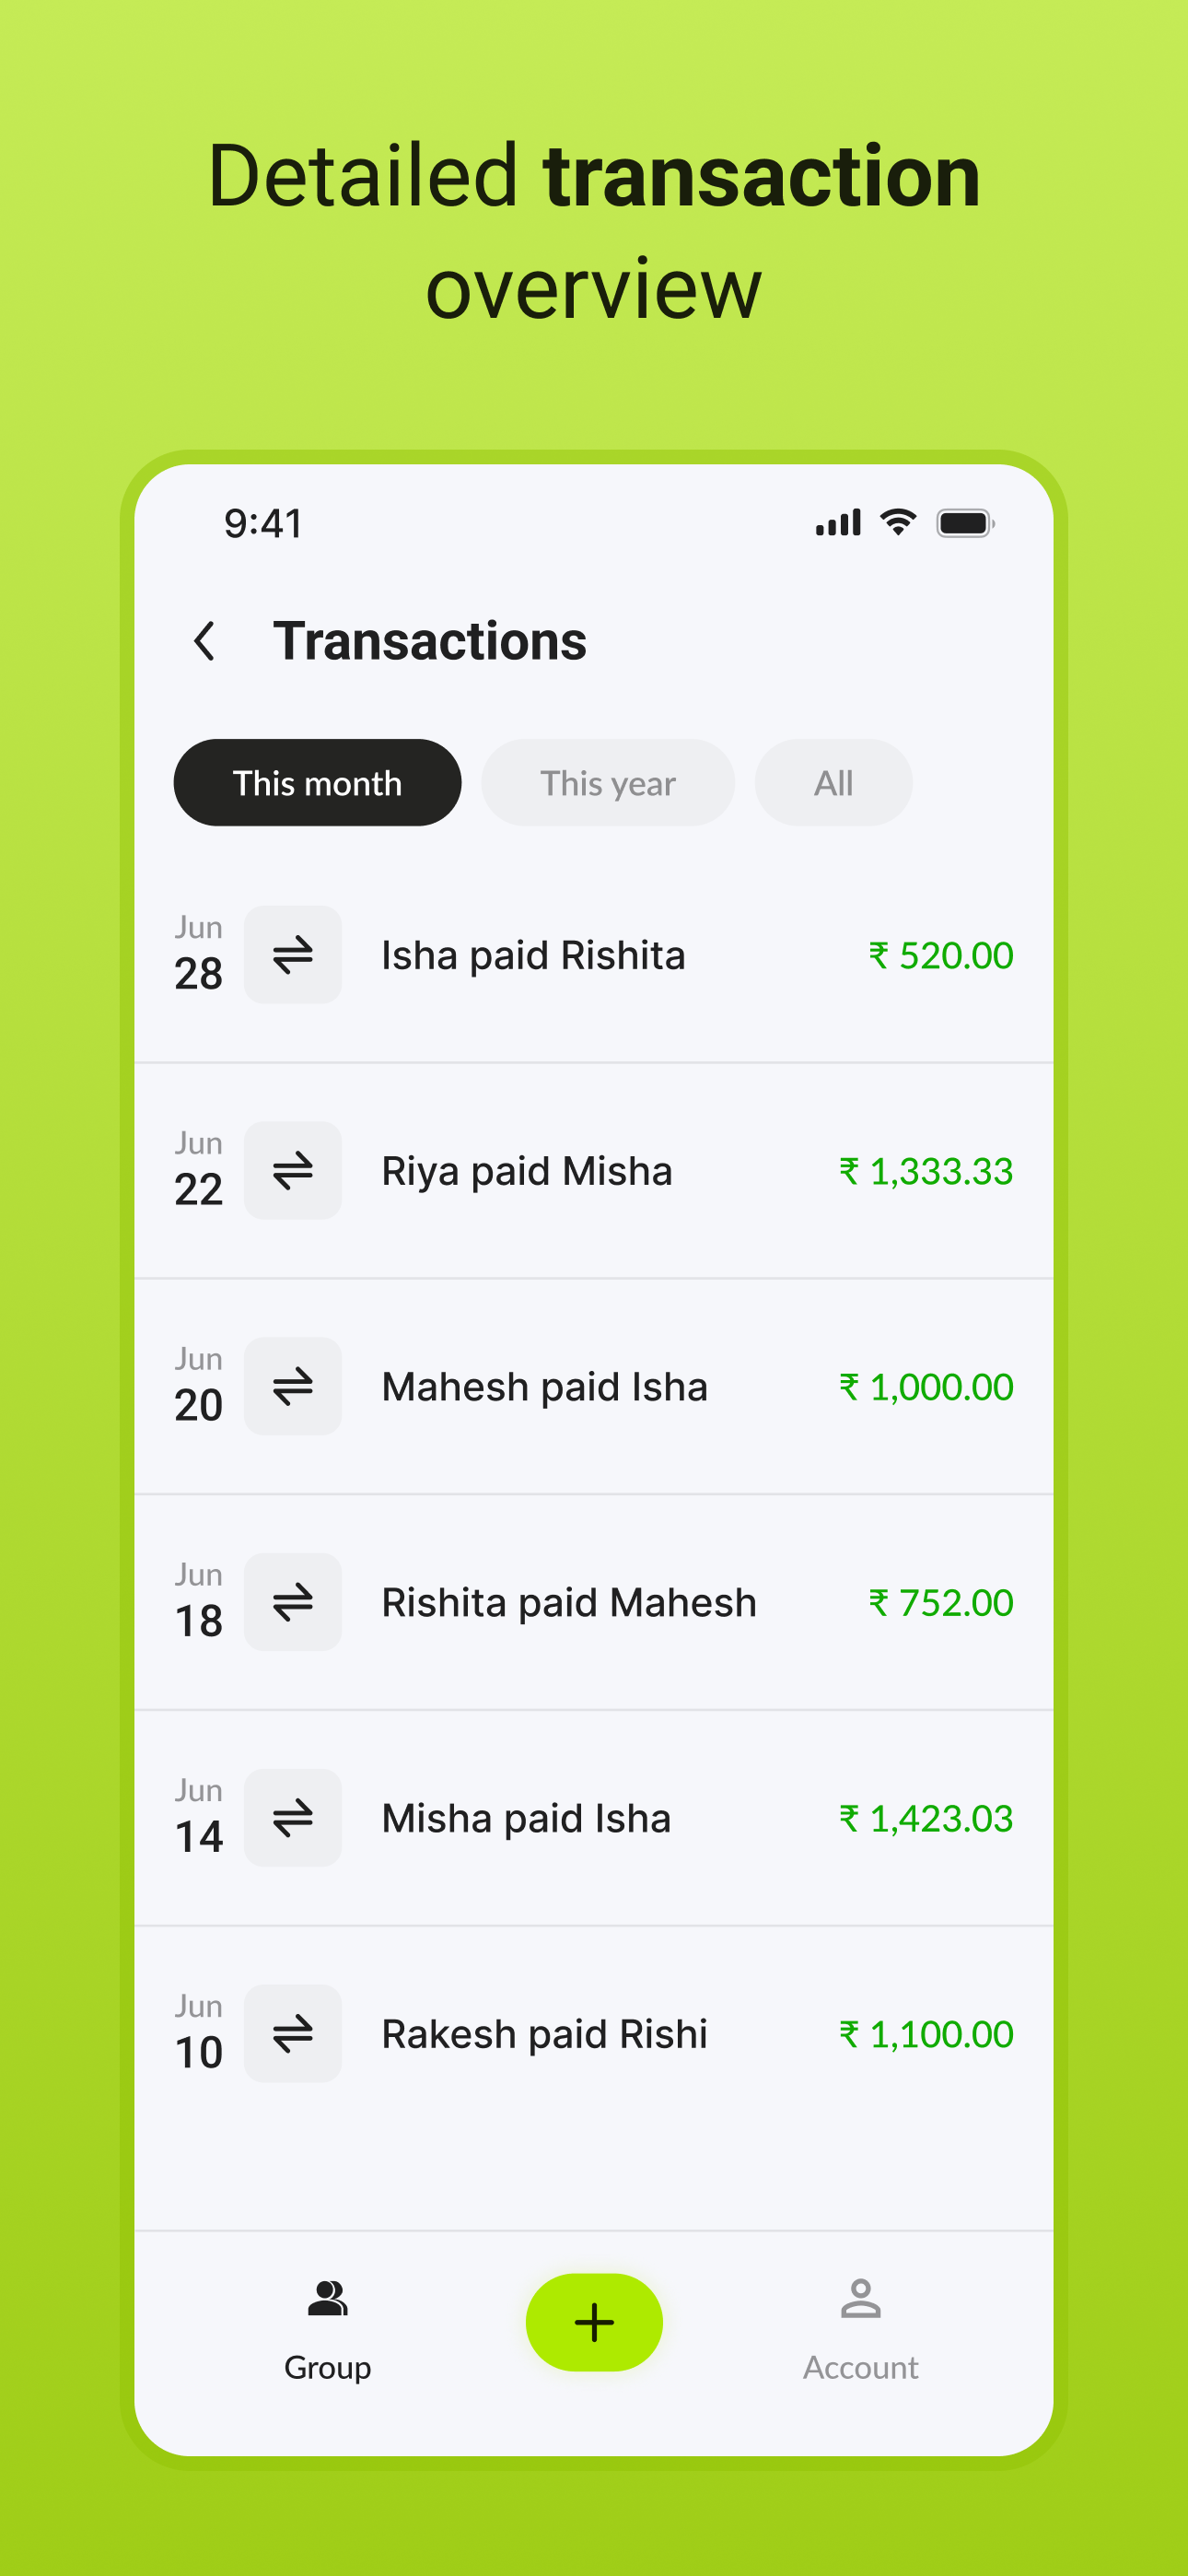 Detailed transaction
overview
9:41
Transactions
This month This year All
Jun
28
Isha paid Rishita ₹ 520.00
Jun
22
Riya paid Misha ₹ 1,333.33
Jun
20
Mahesh paid Isha ₹ 1,000.00
Jun
18
Rishita paid Mahesh ₹ 752.00
Jun
14
Misha paid Isha ₹ 1,423.03
Jun
10
Rakesh paid Rishi ₹ 1,100.00
Group Account